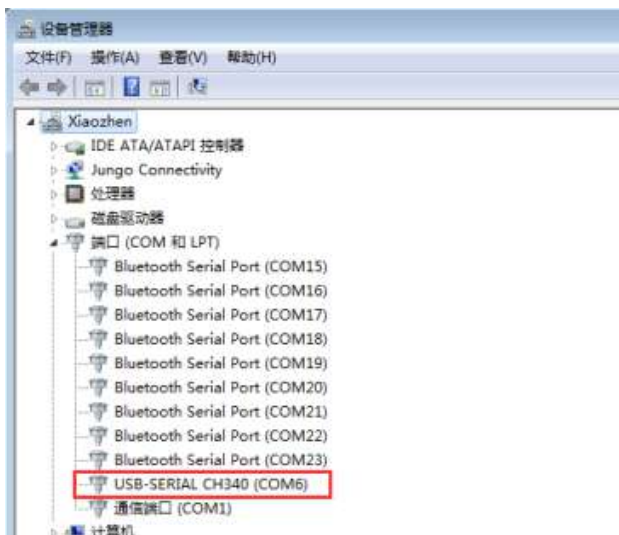 设备管理器
文件(F) 操作(A) 查看(V) 帮助(H)
Xiaozhen
IDE ATA/ATAPI 控制器
Jungo Connectivity
处理器
磁盘驱动器
端口 (COM 和 LPT)
Bluetooth Serial Port (COM15)
Bluetooth Serial Port (COM16)
Bluetooth Serial Port (COM17)
Bluetooth Serial Port (COM18)
Bluetooth Serial Port (COM19)
Bluetooth Serial Port (COM20)
Bluetooth Serial Port (COM21)
Bluetooth Serial Port (COM22)
Bluetooth Serial Port (COM23)
USB-SERIAL CH340 (COM6)
通信端口 (COM1)
计算机